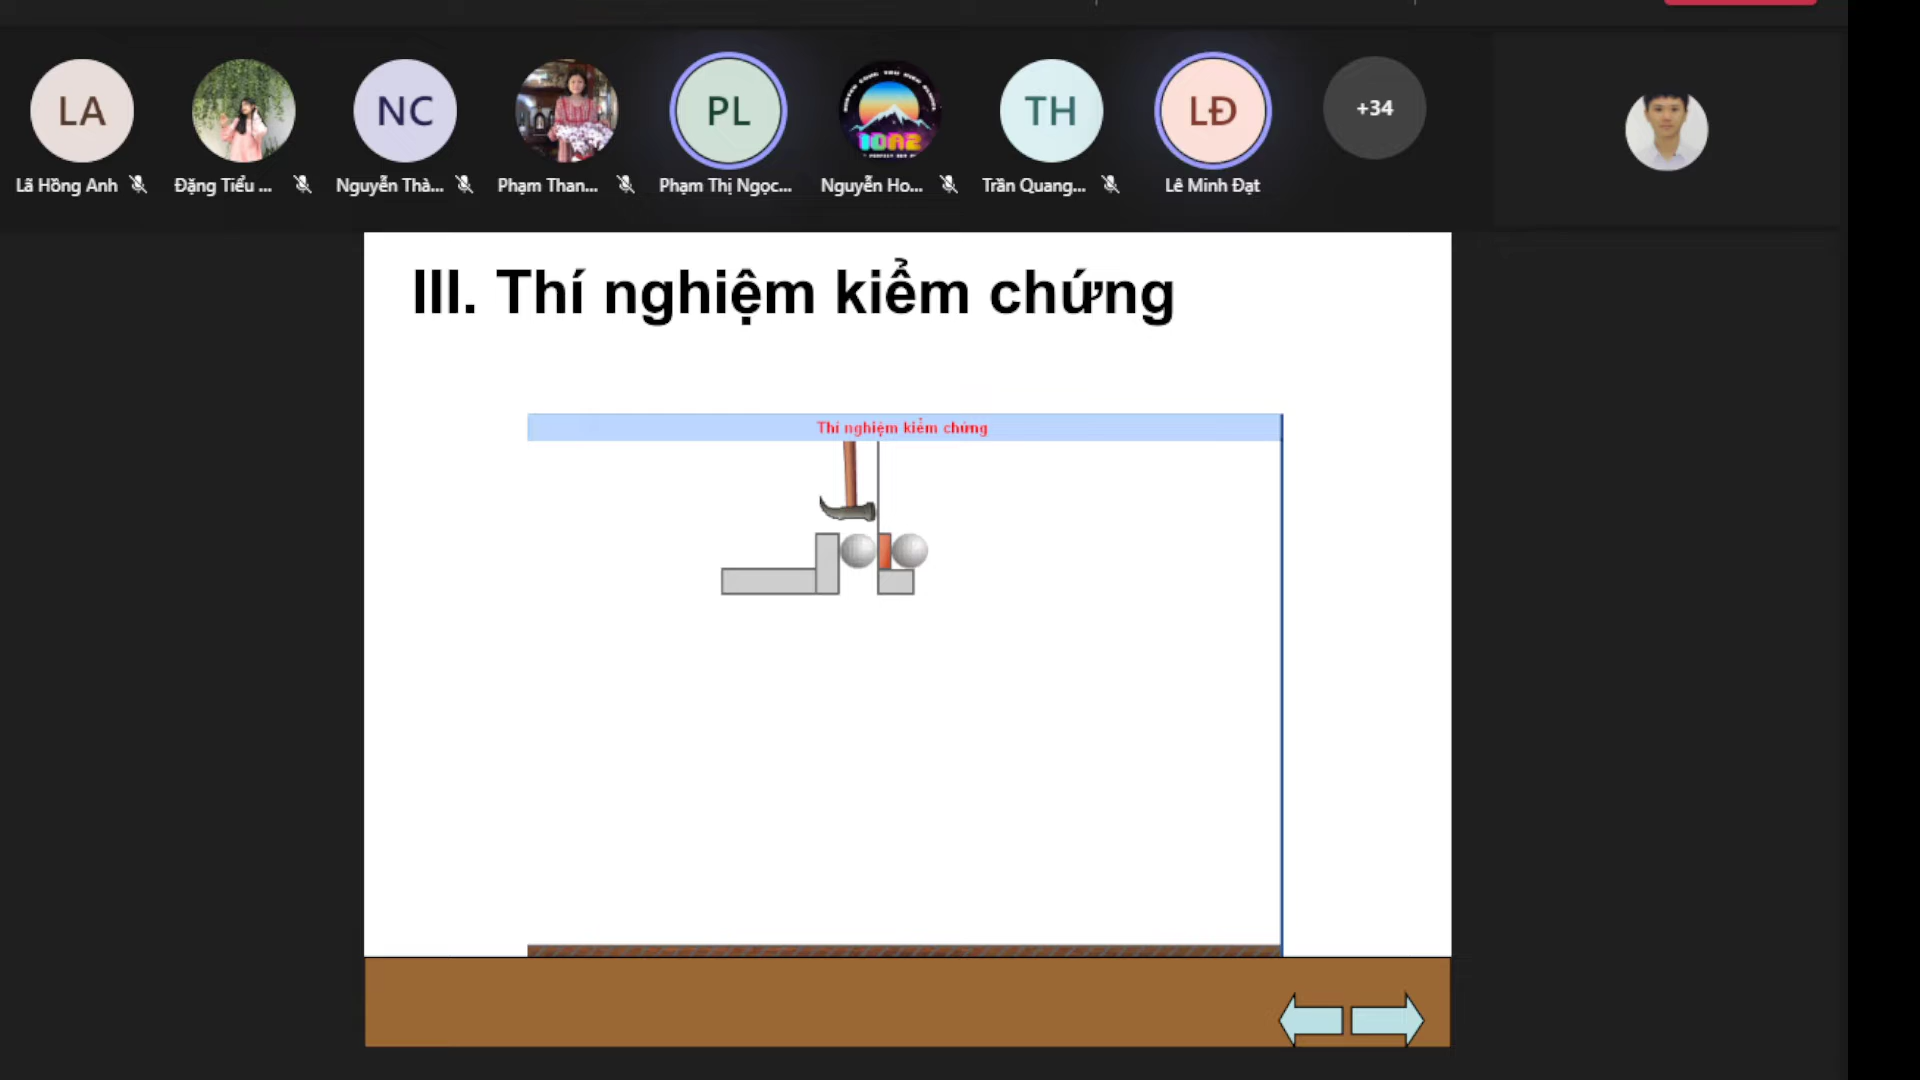 LA
NC
PL
10A2
TH
LĐ
+34
Lã Hồng Anh
Đặng Tiểu ...
Nguyễn Thà...
Phạm Than...
Phạm Thị Ngọc...
Nguyễn Ho...
Trần Quang...
Lê Minh Đạt
III. Thí nghiệm kiểm chứng
Thí nghiệm kiểm chứng